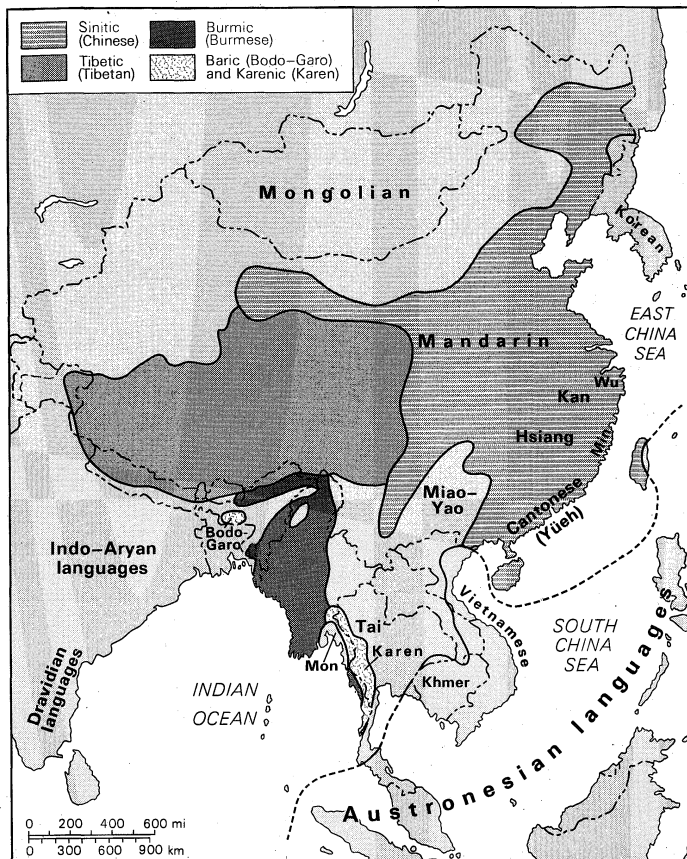 Sinitic
(Chinese)
Burmic
(Burmese)
Tibetic
(Tibetan)
Baric (Bodo–Garo)
and Karenic (Karen)
Mongolian
Korean
EAST
CHINA
SEA
Mandarin
Wu
Kan
Hsiang
Min
Miao–
Yao
Cantonese
(Yüeh)
Bodo–
Garo
Indo–Aryan
languages
Vietnamese
Tai
Karen
Mon
Khmer
SOUTH
CHINA
SEA
Dravidian
languages
INDIAN
OCEAN
Austronesian languages
0 200 400 600 mi
0 300 600 900 km